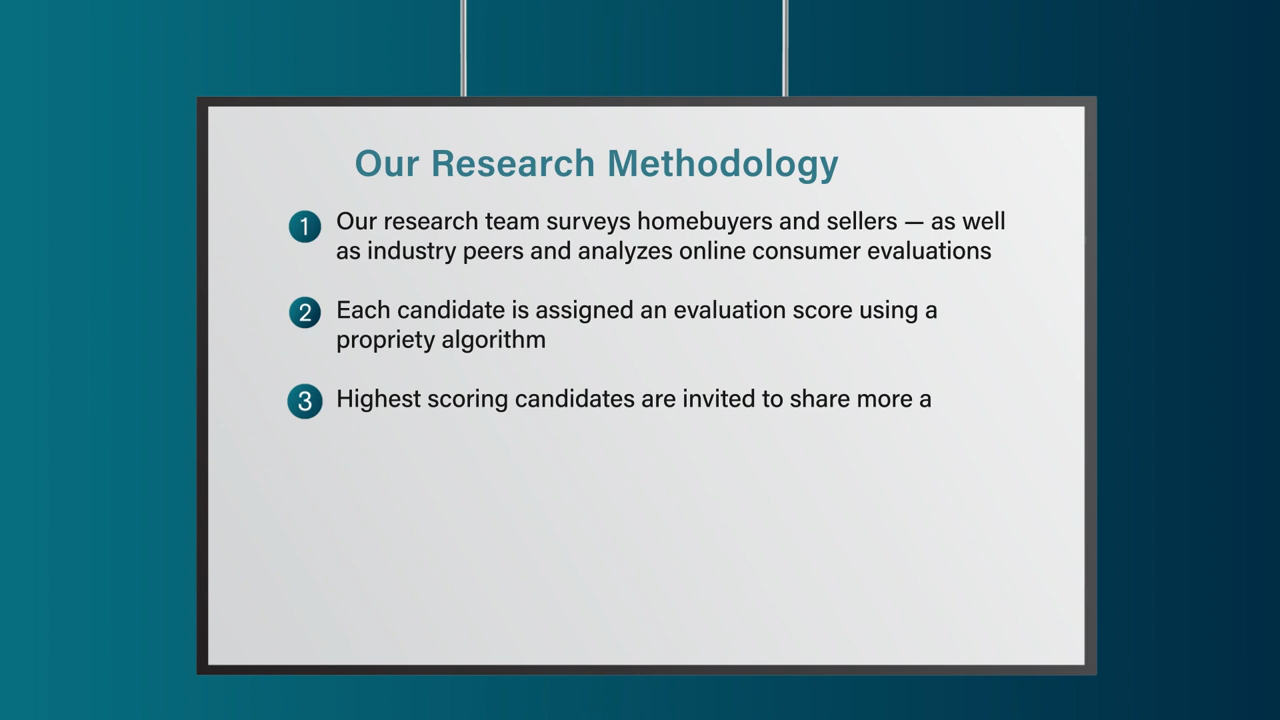 Our Research Methodology
1 Our research team surveys homebuyers and sellers — as well
as industry peers and analyzes online consumer evaluations
2 Each candidate is assigned an evaluation score using a
propriety algorithm
3 Highest scoring candidates are invited to share more a